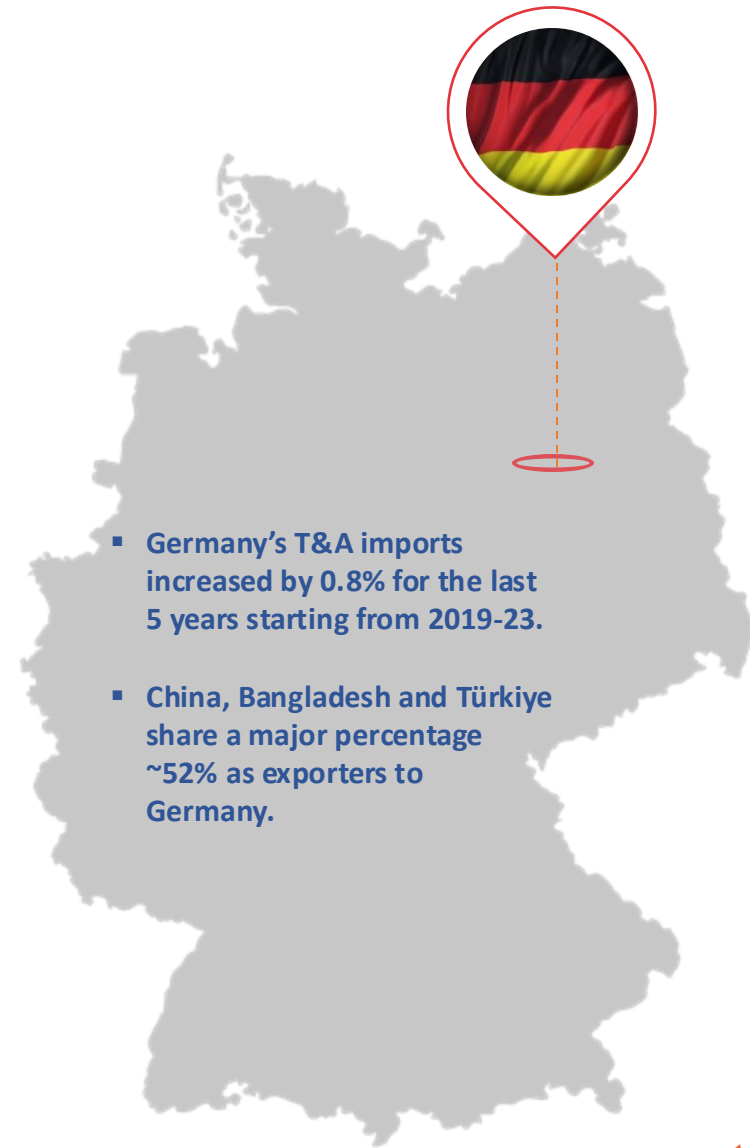 ▪ Germany’s T&A imports
increased by 0.8% for the last
5 years starting from 2019-23.
▪ China, Bangladesh and Türkiye
share a major percentage
~52% as exporters to
Germany.